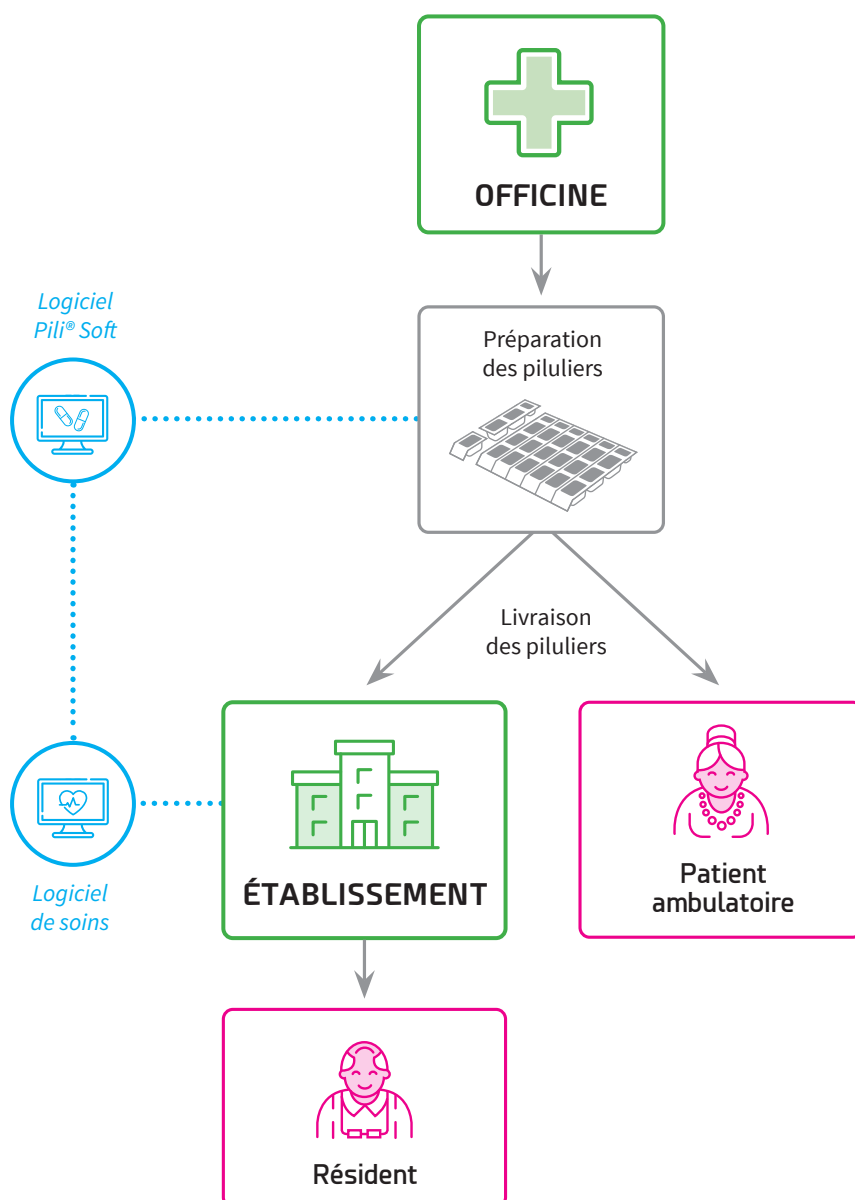 OFFICINE
Logiciel
Pili® Soft
Préparation
des piluliers
Livraison
des piluliers
ÉTABLISSEMENT
Patient
ambulatoire
Logiciel
de soins
Résident